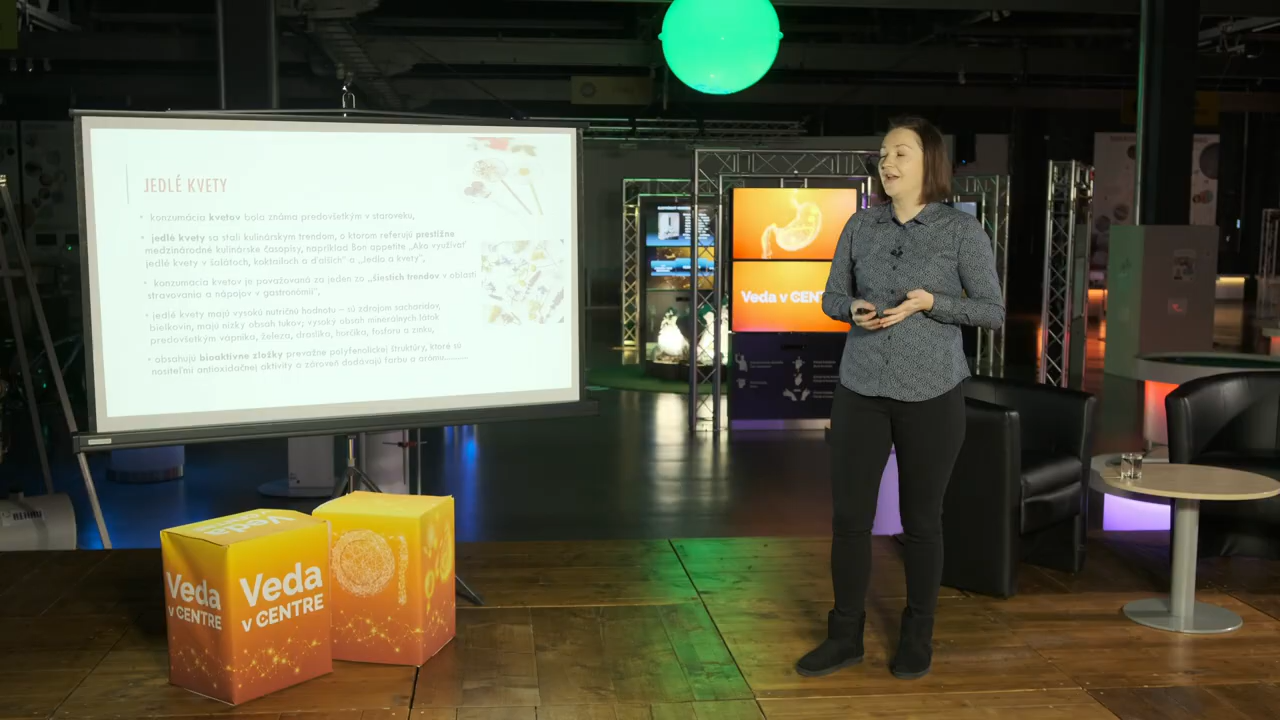 JEDLÉ KVETY
• konzumácia kvetov bola známa predovšetkým v staroveku,
• jedlé kvety sa stali kulinárskym trendom, o ktorom referujú prestížne
medzinárodné kulinárske časopisy, napríklad Bon appetite „Ako využívať
jedlé kvety v šalátoch, koktailoch a ďalších" a „Jedlo a kvety",
• konzumácia kvetov je považovaná za jeden zo „šiestich trendov v oblasti
stravovania a nápojov v gastronómii",
• jedlé kvety majú vysokú nutričnú hodnotu – sú zdrojom sacharidov,
bielkovín, majú nízky obsah tukov; vysoký obsah minerálnych látok
predovšetkým vápnika, železa, draslíka, horčíka, fosforu a zinku,
• obsahujú bioaktívne zložky prevažne polyfenolickej štruktúry, ktoré sú
nositeľmi antioxidačnej aktivity a zároveň dodávajú farbu a arómu..........
Veda v CENT
Veda
v CENTRE
Veda
v CENTRE
REHAU